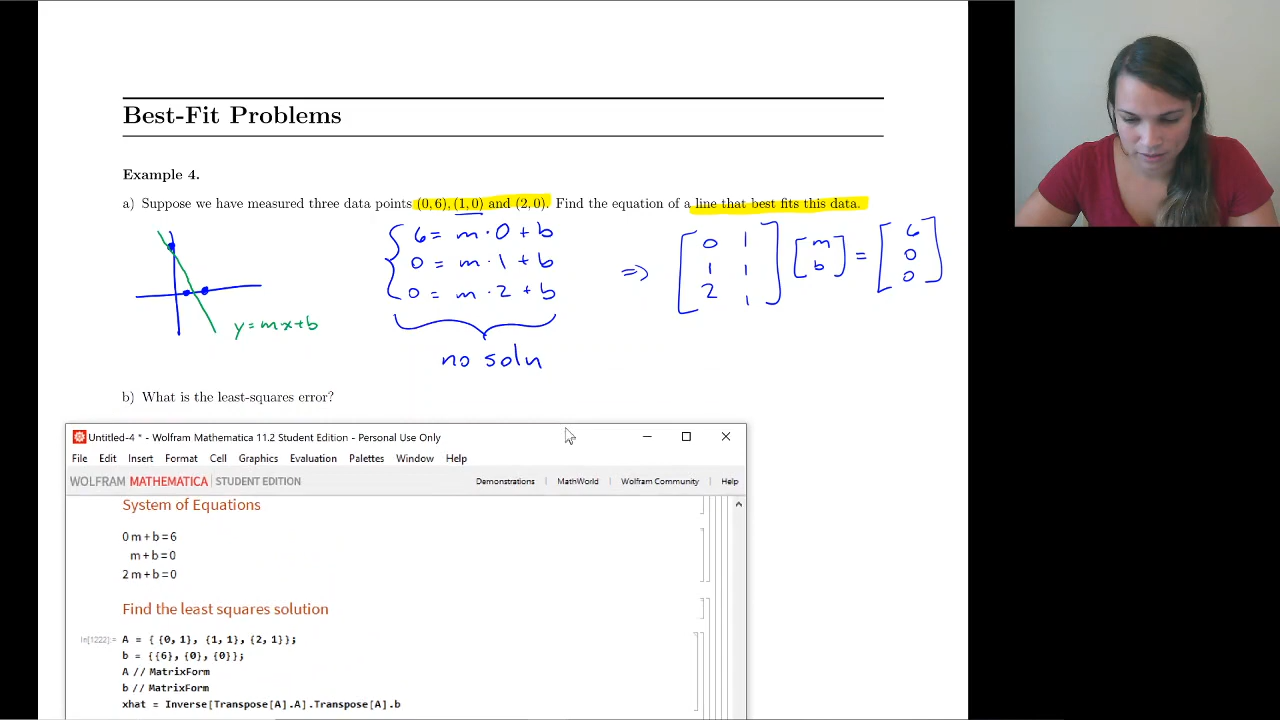 Best-Fit Problems
Example 4.
a) Suppose we have measured three data points (0, 6), (1, 0) and (2, 0). Find the equation of a line that best fits this data.
6 = m · 0 + b
0 = m · 1 + b
0 = m · 2 + b
no soln
y = mx + b
=> [0 1; 1 1; 2 1] [m; b] = [6; 0; 0]
b) What is the least-squares error?
Untitled-4 * - Wolfram Mathematica 11.2 Student Edition - Personal Use Only
File Edit Insert Format Cell Graphics Evaluation Palettes Window Help
WOLFRAM MATHEMATICA | STUDENT EDITION Demonstrations | MathWorld | Wolfram Community | Help
System of Equations
0 m + b = 6
m + b = 0
2 m + b = 0
Find the least squares solution
In[1222]:= A = { {0, 1}, {1, 1}, {2, 1}};
b = {{6}, {0}, {0}};
A // MatrixForm
b // MatrixForm
xhat = Inverse[Transpose[A].A].Transpose[A].b